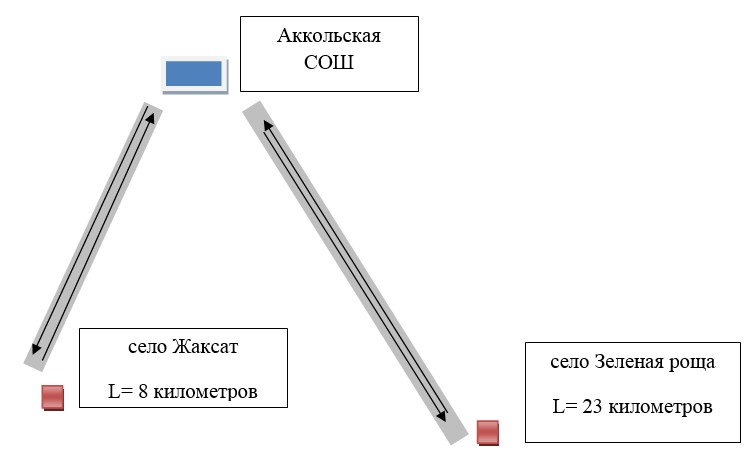 Аккольская
СОШ
село Жаксат
L= 8 километров
село Зеленая роща
L= 23 километров